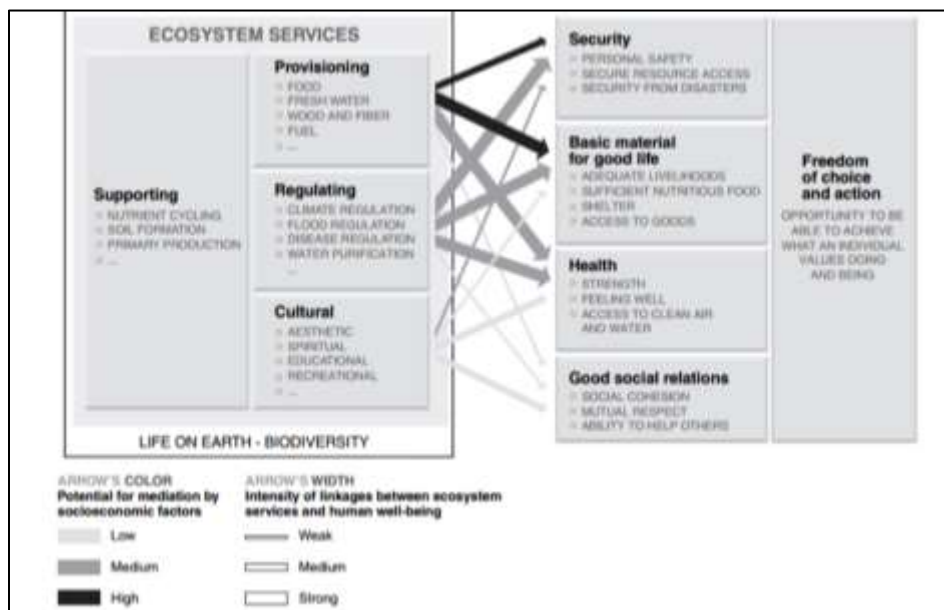 ECOSYSTEM SERVICES
Supporting
NUTRIENT CYCLING
SOIL FORMATION
PRIMARY PRODUCTION
...
Provisioning
FOOD
FRESH WATER
WOOD AND FIBER
FUEL
...
Regulating
CLIMATE REGULATION
FLOOD REGULATION
DISEASE REGULATION
WATER PURIFICATION
...
Cultural
AESTHETIC
SPIRITUAL
EDUCATIONAL
RECREATIONAL
...
LIFE ON EARTH - BIODIVERSITY
Security
PERSONAL SAFETY
SECURE RESOURCE ACCESS
SECURITY FROM DISASTERS
Basic material
for good life
ADEQUATE LIVELIHOODS
SUFFICIENT NUTRITIOUS FOOD
SHELTER
ACCESS TO GOODS
Health
STRENGTH
FEELING WELL
ACCESS TO CLEAN AIR
AND WATER
Good social relations
SOCIAL COHESION
MUTUAL RESPECT
ABILITY TO HELP OTHERS
Freedom
of choice
and action
OPPORTUNITY TO BE
ABLE TO ACHIEVE
WHAT AN INDIVIDUAL
VALUES DOING
AND BEING
ARROW'S COLOR
Potential for mediation by
socioeconomic factors
Low
Medium
High
ARROW'S WIDTH
Intensity of linkages between ecosystem
services and human well-being
Weak
Medium
Strong